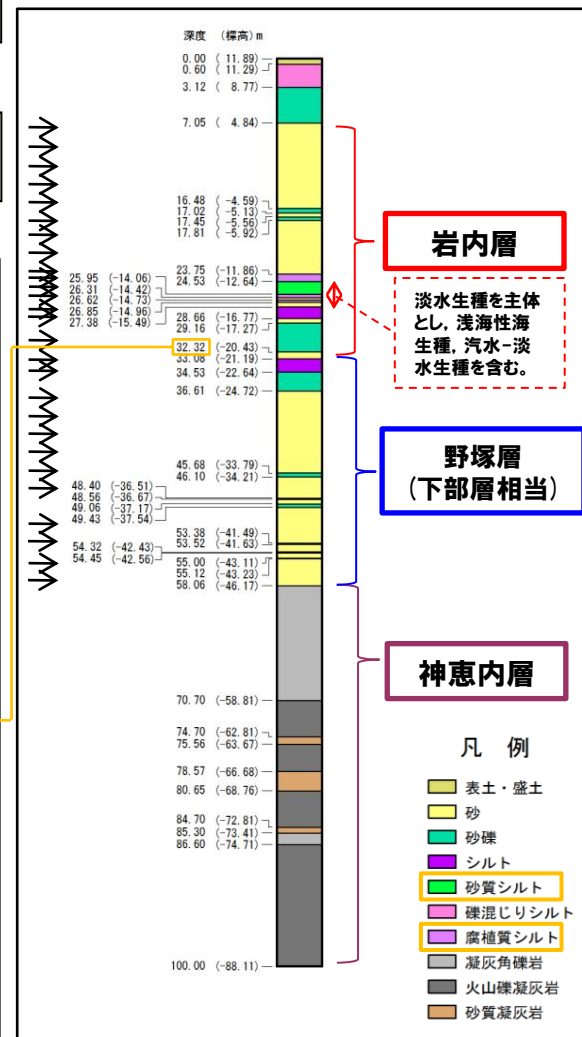 深度 (標高) m
0.00 ( 11.89)
0.60 ( 11.29)
3.12 ( 8.77)
7.05 ( 4.84)
16.48 ( -4.59)
17.02 ( -5.13)
17.45 ( -5.56)
17.81 ( -5.92)
23.75 (-11.86)
24.53 (-12.64)
25.95 (-14.06)
26.31 (-14.42)
26.62 (-14.73)
26.85 (-14.96)
27.38 (-15.49)
28.66 (-16.77)
29.16 (-17.27)
32.32 (-20.43)
33.08 (-21.19)
34.53 (-22.64)
36.61 (-24.72)
45.68 (-33.79)
46.10 (-34.21)
48.40 (-36.51)
48.56 (-36.67)
49.06 (-37.17)
49.43 (-37.54)
53.38 (-41.49)
53.52 (-41.63)
54.32 (-42.43)
54.45 (-42.56)
55.00 (-43.11)
55.12 (-43.23)
58.06 (-46.17)
70.70 (-58.81)
74.70 (-62.81)
75.56 (-63.67)
78.57 (-66.68)
80.65 (-68.76)
84.70 (-72.81)
85.30 (-73.41)
86.60 (-74.71)
100.00 (-88.11)
岩内層
淡水生種を主体
とし，浅海性海
生種，汽水-淡
水生種を含む。
野塚層
(下部層相当)
神恵内層
凡 例
表土・盛土
砂
砂礫
シルト
砂質シルト
礫混じりシルト
腐植質シルト
凝灰角礫岩
火山礫凝灰岩
砂質凝灰岩